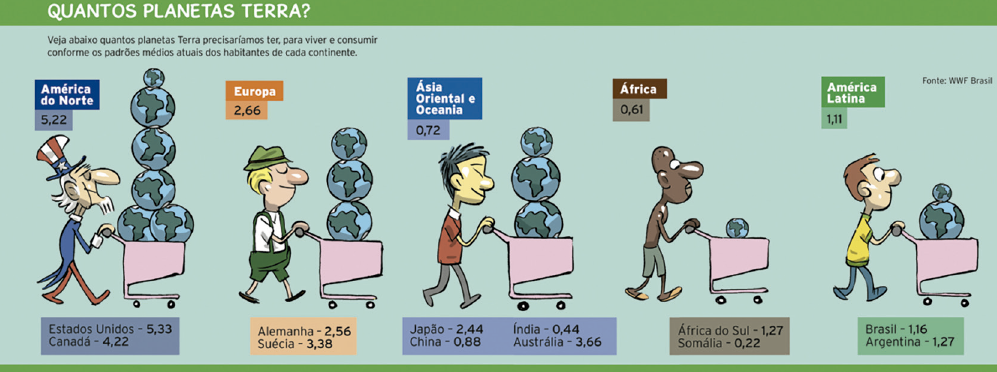 QUANTOS PLANETAS TERRA?
Veja abaixo quantos planetas Terra precisaríamos ter, para viver e consumir
conforme os padrões médios atuais dos habitantes de cada continente.
Fonte: WWF Brasil
América
do Norte
5,22
Europa
2,66
Ásia
Oriental e
Oceania
0,72
África
0,61
América
Latina
1,11
Estados Unidos - 5,33
Canadá - 4,22
Alemanha - 2,56
Suécia - 3,38
Japão - 2,44 Índia - 0,44
China - 0,88 Austrália - 3,66
África do Sul - 1,27
Somália - 0,22
Brasil - 1,16
Argentina - 1,27